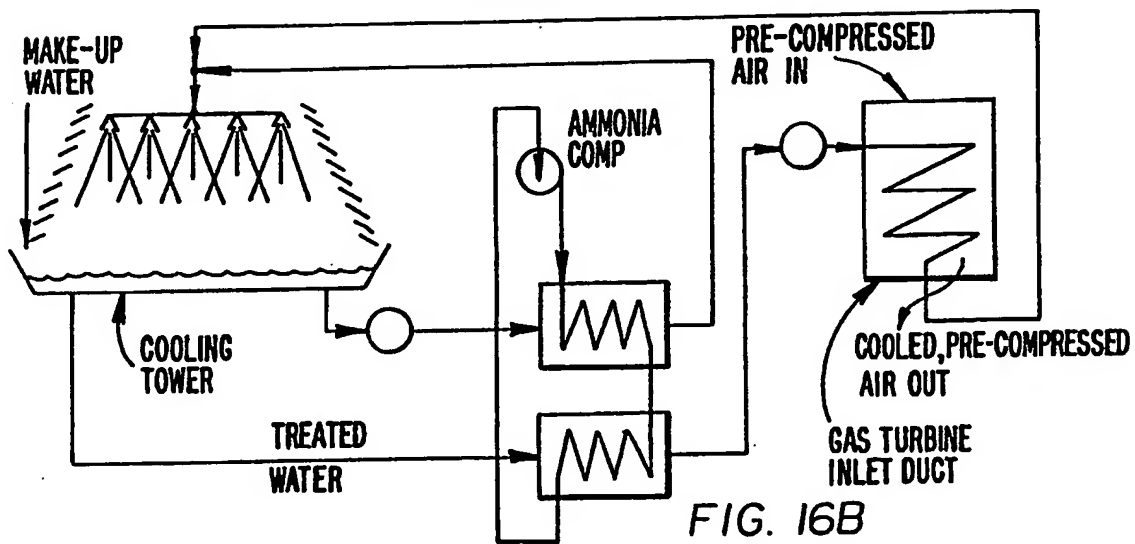 MAKE-UP
WATER
PRE-COMPRESSED
AIR IN
AMMONIA
COMP
COOLING
TOWER
COOLED, PRE-COMPRESSED
AIR OUT
TREATED
WATER
GAS TURBINE
INLET DUCT
FIG. 16B